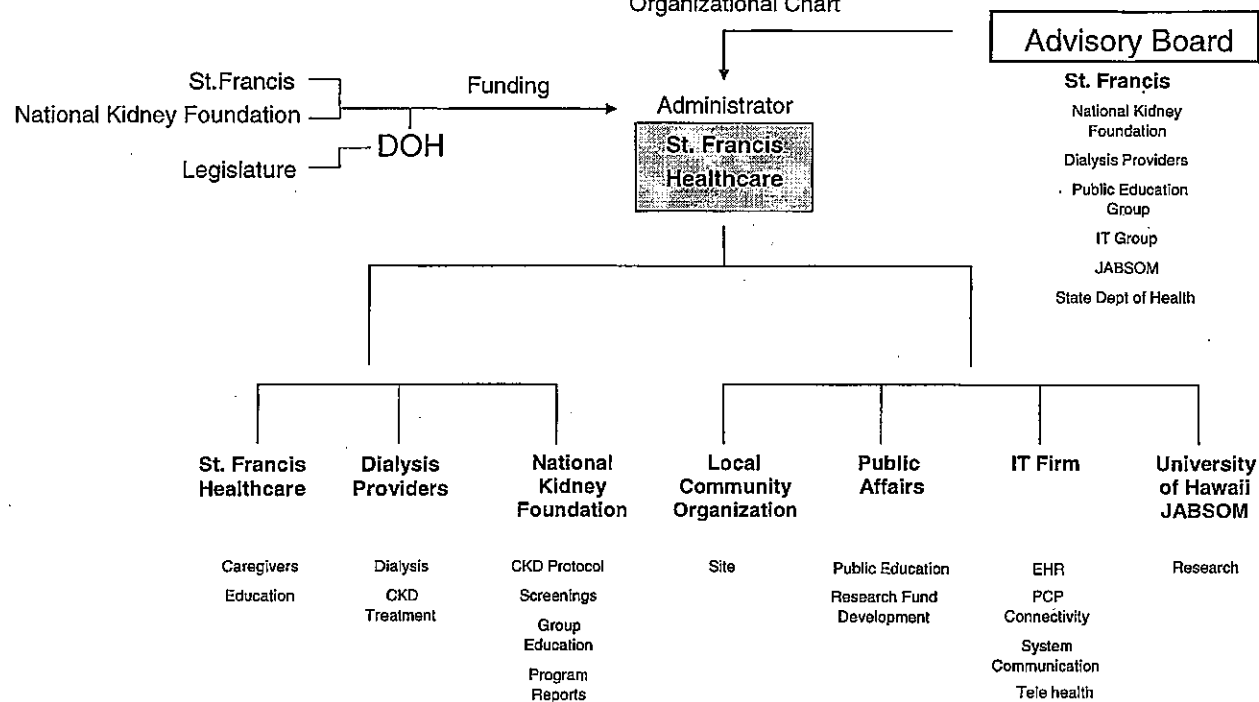 Organizational Chart
Advisory Board
St. Francis
National Kidney
Foundation
Dialysis Providers
Public Education
Group
IT Group
JABSOM
State Dept of Health
St.Francis
National Kidney Foundation
Legislature
DOH
Funding
Administrator
St. Francis
Healthcare
St. Francis
Healthcare
Caregivers
Education
Dialysis
Providers
Dialysis
CKD
Treatment
National
Kidney
Foundation
CKD Protocol
Screenings
Group
Education
Program
Reports
Local
Community
Organization
Site
Public
Affairs
Public Education
Research Fund
Development
IT Firm
EHR
PCP
Connectivity
System
Communication
Tele health
University
of Hawaii
JABSOM
Research